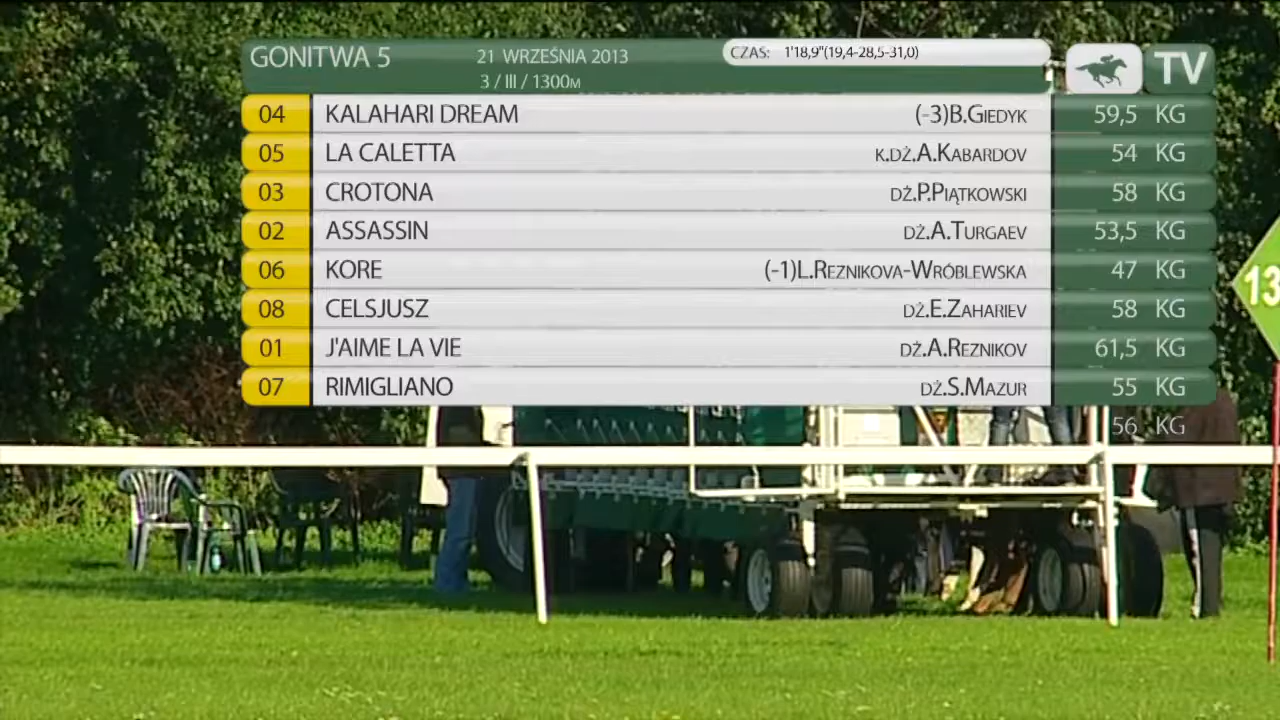 GONITWA 5 21 WRZEŚNIA 2013 CZAS: 1'18,9"(19,4-28,5-31,0) TV
3 / III / 1300M
04 KALAHARI DREAM (-3)B.GIEDYK 59,5 KG
05 LA CALETTA K.DŻ.A.KABARDOV 54 KG
03 CROTONA DŻ.P.PIĄTKOWSKI 58 KG
02 ASSASSIN DŻ.A.TURGAEV 53,5 KG
06 KORE (-1)L.REZNIKOVA-WRÓBLEWSKA 47 KG
08 CELSJUSZ DŻ.E.ZAHARIEV 58 KG
01 J'AIME LA VIE DŻ.A.REZNIKOV 61,5 KG
07 RIMIGLIANO DŻ.S.MAZUR 55 KG
56 KG
13